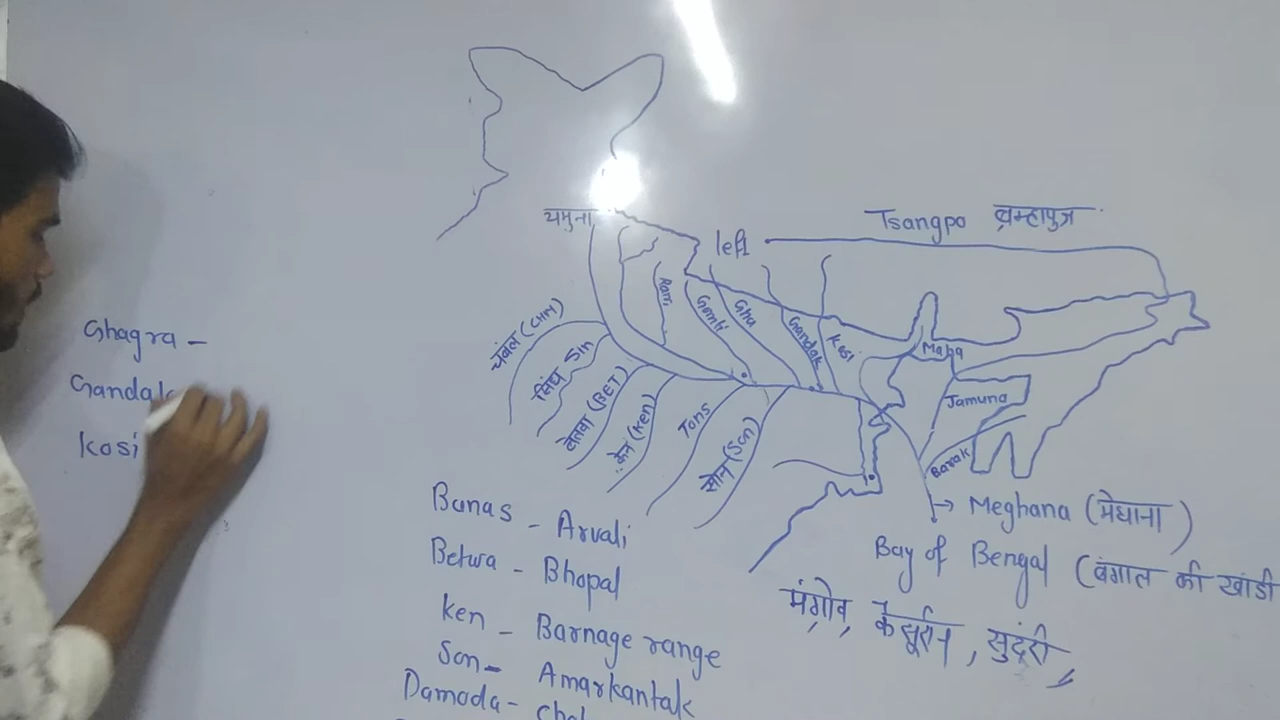 यमुना
left
Tsangpo ब्रम्हापुत्र
चंबल (CHM)
सिंध Sin
बेतवा (BET)
केन (Ken)
Tons
सोन (Son)
Ram
Gomti
Gha
Gandak
Kosi
Maha
Jamuna
Barak
Meghana (मेघाना)
Bay of Bengal (बंगाल की खाडी
सुदंरी,
Ghagra -
Gandak
Kosi
Banas - Arvali
Betwa - Bhopal
Ken - Barnage range
Son - Amarkantak
Damoda -